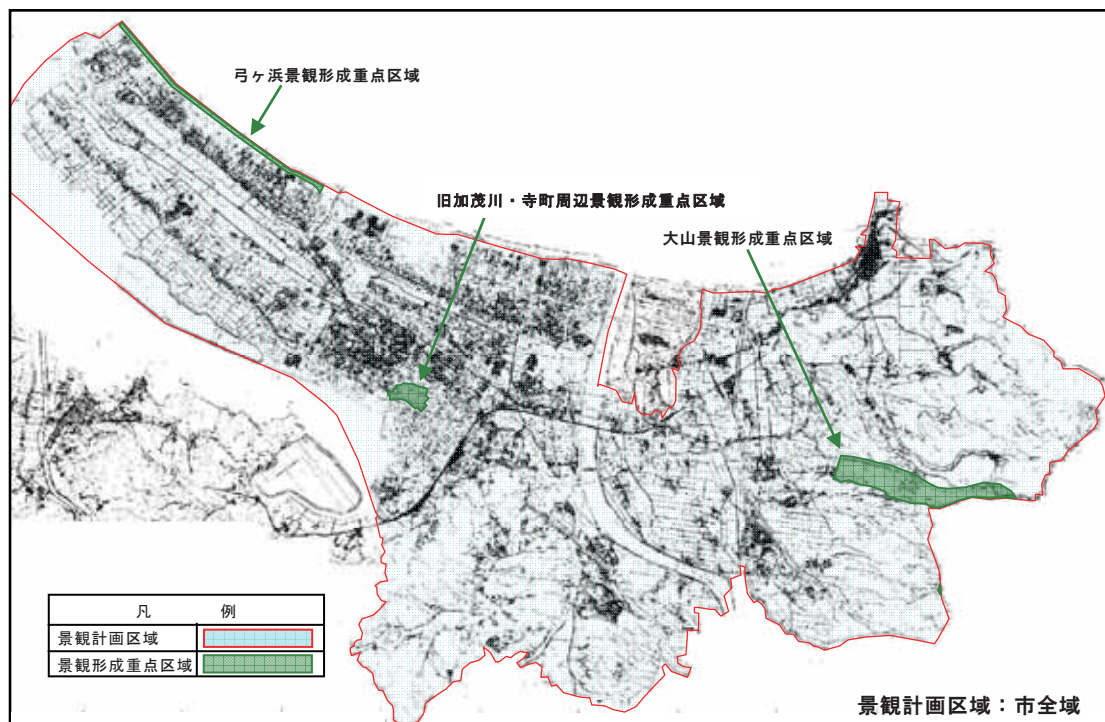 弓ヶ浜景観形成重点区域
旧加茂川・寺町周辺景観形成重点区域
大山景観形成重点区域
凡 例
景観計画区域
景観形成重点区域
景観計画区域：市全域